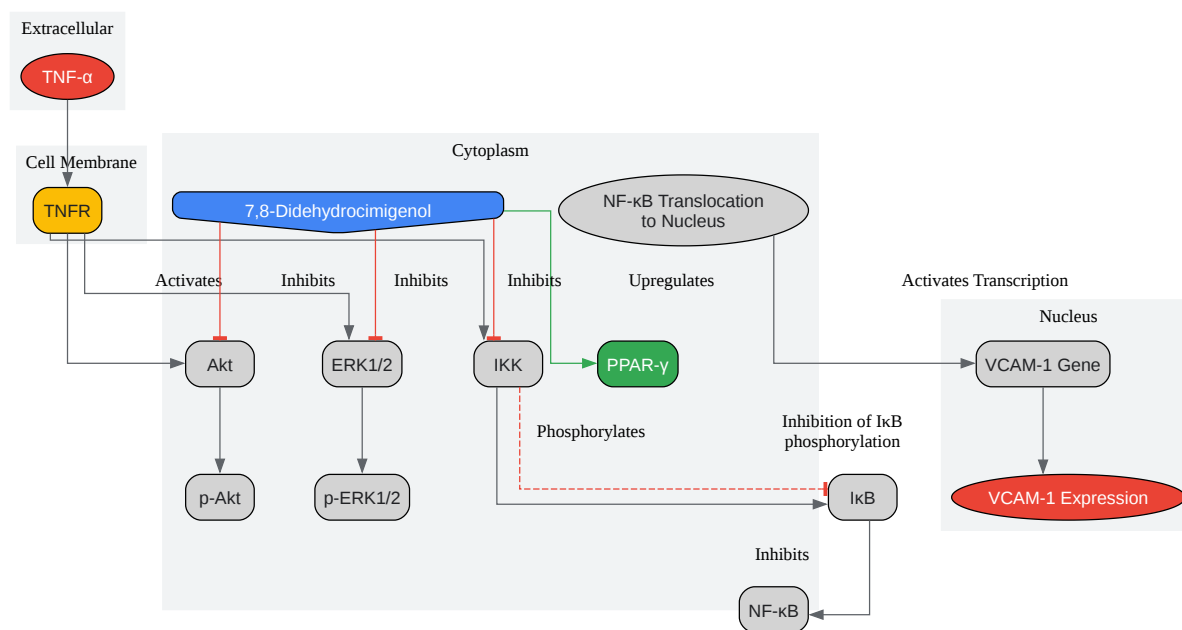 Extracellular
TNF-α
Cell Membrane
TNFR
Cytoplasm
7,8-Didehydrocimigenol
NF-κB Translocation
to Nucleus
Activates
Inhibits
Inhibits
Inhibits
Upregulates
Activates Transcription
Nucleus
Akt
ERK1/2
IKK
PPAR-γ
VCAM-1 Gene
Phosphorylates
Inhibition of IκB
phosphorylation
p-Akt
p-ERK1/2
IκB
VCAM-1 Expression
Inhibits
NF-κB